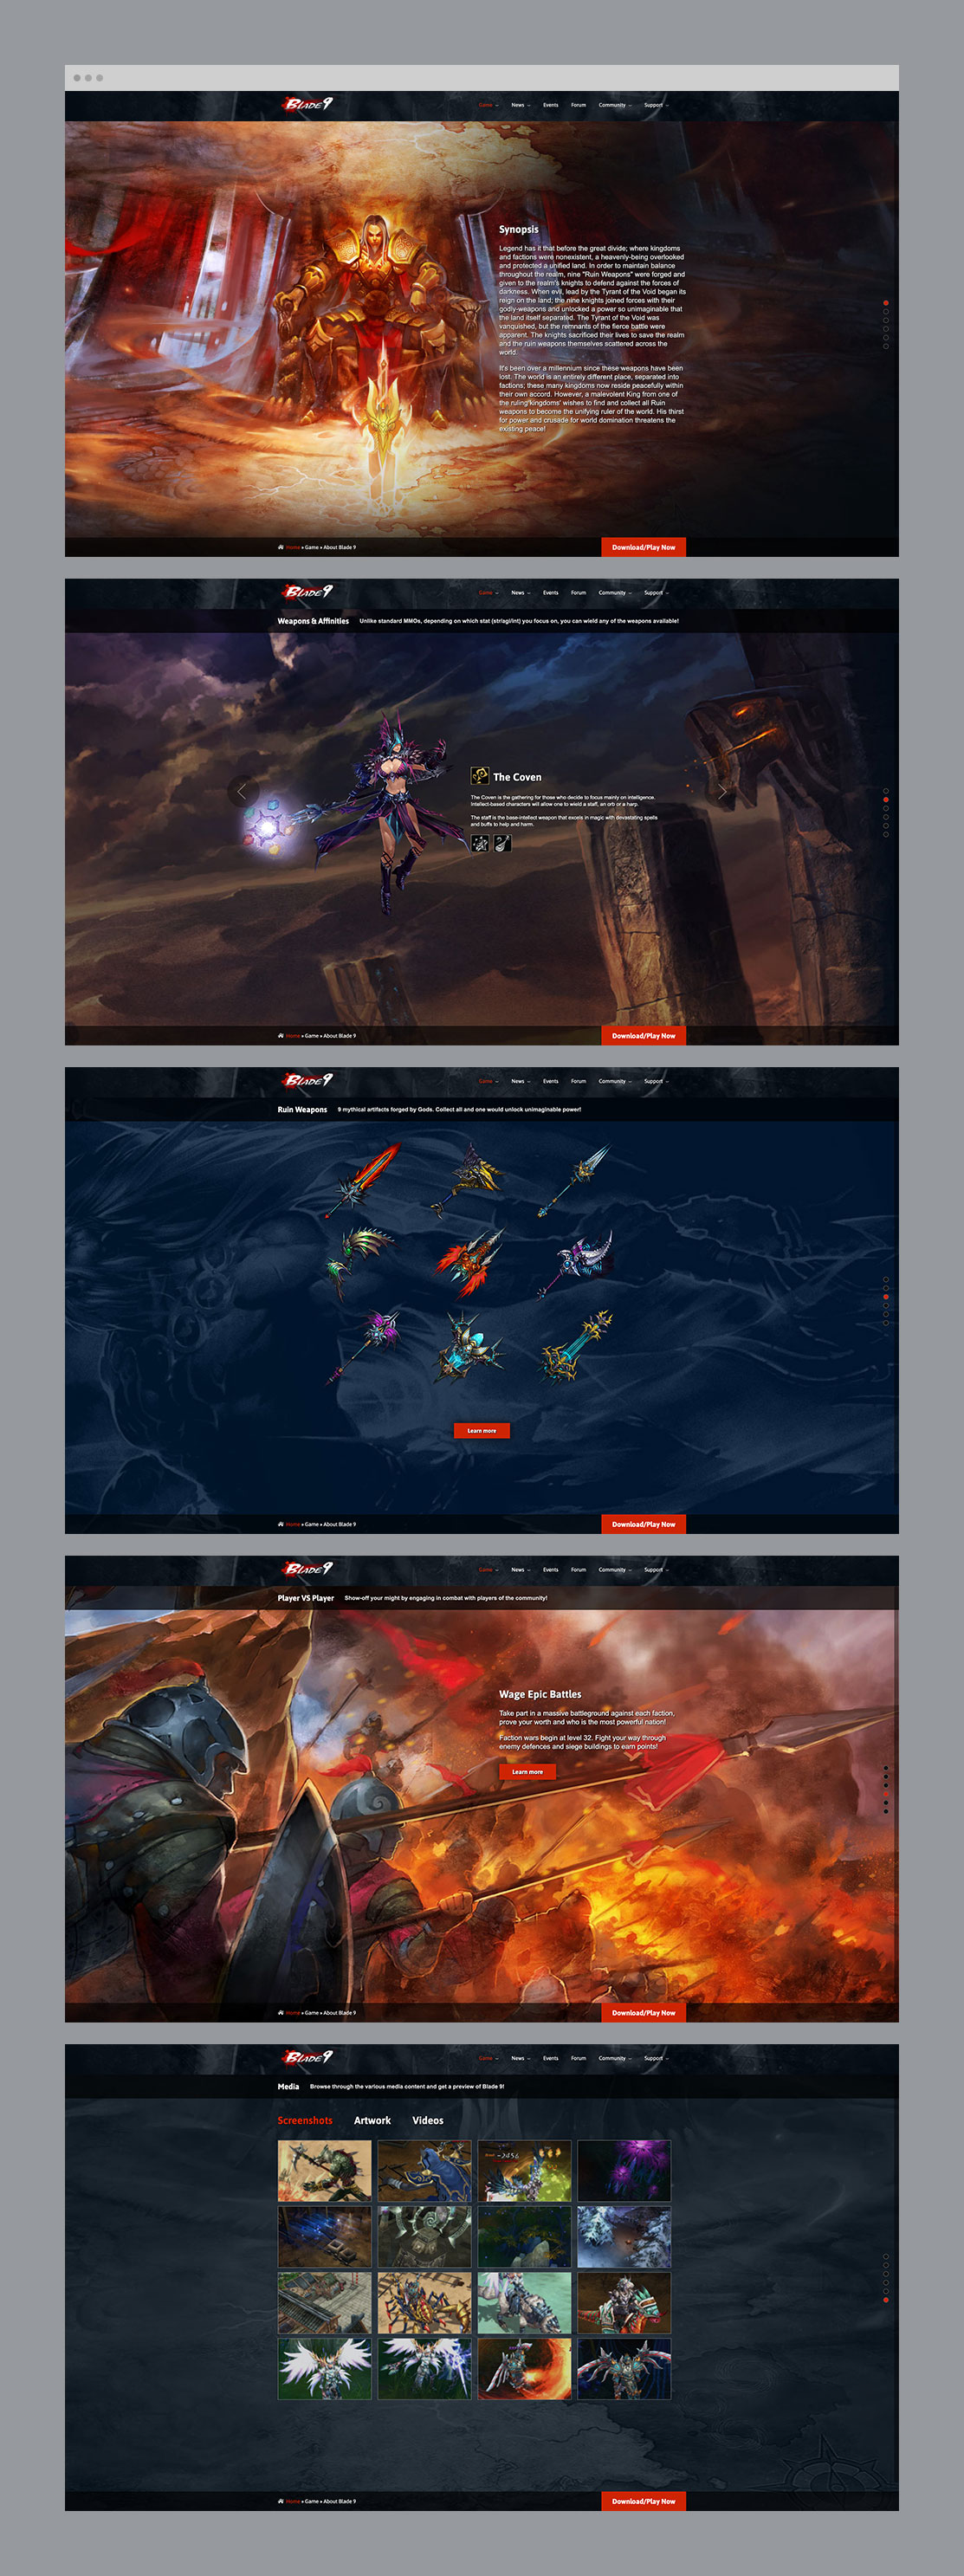 BLADE9
Game News Events Forum Community Support
Synopsis
Legend has it that before the great divide; where kingdoms
and factions were nonexistent, a heavenly-being overlooked
and protected a unified land. In order to maintain balance
throughout the realm, nine "Ruin Weapons" were forged and
given to the realm's knights to defend against the forces of
darkness. When evil, lead by the Tyrant of the Void began its
reign on the land; the nine knights joined forces with their
godly-weapons and unlocked a power so unimaginable that
the land itself separated. The Tyrant of the Void was
vanquished, but the remnants of the fierce battle were
apparent. The knights sacrificed their lives to save the realm
and the ruin weapons themselves scattered across the
world.
It's been over a millennium since these weapons have been
lost. The world is an entirely different place, separated into
factions; these many kingdoms now reside peacefully within
their own accord. However, a malevolent King from one of
the ruling kingdoms' wishes to find and collect all Ruin
weapons to become the unifying ruler of the world. His thirst
for power and crusade for world domination threatens the
existing peace!
Home » Game » About Blade 9
Download/Play Now
BLADE9
Game News Events Forum Community Support
Weapons & Affinities Unlike standard MMOs, depending on which stat (str/agi/int) you focus on, you can wield any of the weapons available!
The Coven
The Coven is the gathering for those who decide to focus mainly on intelligence.
Intellect-based characters will allow one to wield a staff, an orb or a harp.
The staff is the base-intellect weapon that excels in magic with devastating spells
and buffs to help and harm.
Home » Game » About Blade 9
Download/Play Now
BLADE9
Game News Events Forum Community Support
Ruin Weapons 9 mythical artifacts forged by Gods. Collect all and one would unlock unimaginable power!
Learn more
Home » Game » About Blade 9
Download/Play Now
BLADE9
Game News Events Forum Community Support
Player VS Player Show-off your might by engaging in combat with players of the community!
Wage Epic Battles
Take part in a massive battleground against each faction,
prove your worth and who is the most powerful nation!
Faction wars begin at level 32. Fight your way through
enemy defences and siege buildings to earn points!
Learn more
Home » Game » About Blade 9
Download/Play Now
BLADE9
Game News Events Forum Community Support
Media Browse through the various media content and get a preview of Blade 9!
Screenshots Artwork Videos
-2456
Home » Game » About Blade 9
Download/Play Now